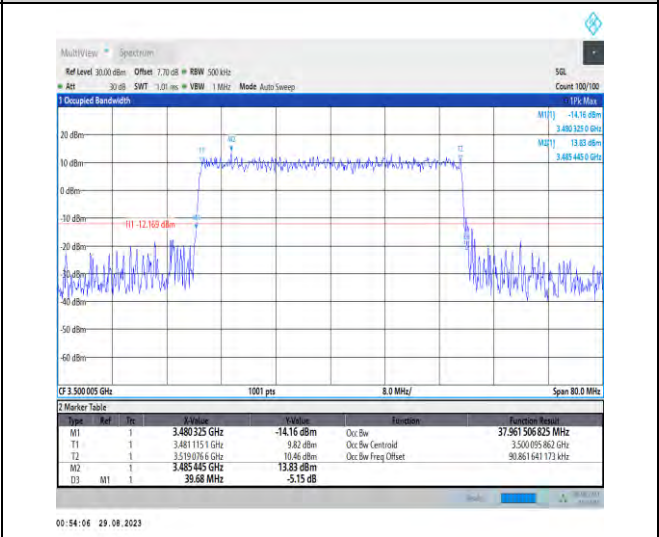 MultiView Spectrum
Ref Level 30.00 dBm Offset 7.70 dB RBW 500 kHz SGL
Att 30 dB SWT 1.01 ms VBW 1 MHz Mode Auto Sweep Count 100/100
1 Occupied Bandwidth 1Pk Max
M1[1] -14.16 dBm
3.480 325 0 GHz
M2[1] 13.83 dBm
3.485 445 0 GHz
20 dBm
M2
T1 T2
10 dBm
0 dBm
-10 dBm
H1 -12.169 dBm
-20 dBm
-30 dBm
-40 dBm
-50 dBm
-60 dBm
CF 3.500 005 GHz 1001 pts 8.0 MHz/ Span 80.0 MHz
2 Marker Table
Type Ref Trc X-Value Y-Value Function Function Result
M1 1 3.480 325 GHz -14.16 dBm Occ Bw 37.961 506 825 MHz
T1 1 3.481 115 1 GHz 9.82 dBm Occ Bw Centroid 3.500 095 862 GHz
T2 1 3.519 076 6 GHz 10.46 dBm Occ Bw Freq Offset 90.861 641 173 kHz
M2 1 3.485 445 GHz 13.83 dBm
D3 M1 1 39.68 MHz -5.15 dB
00:54:06 29.08.2023